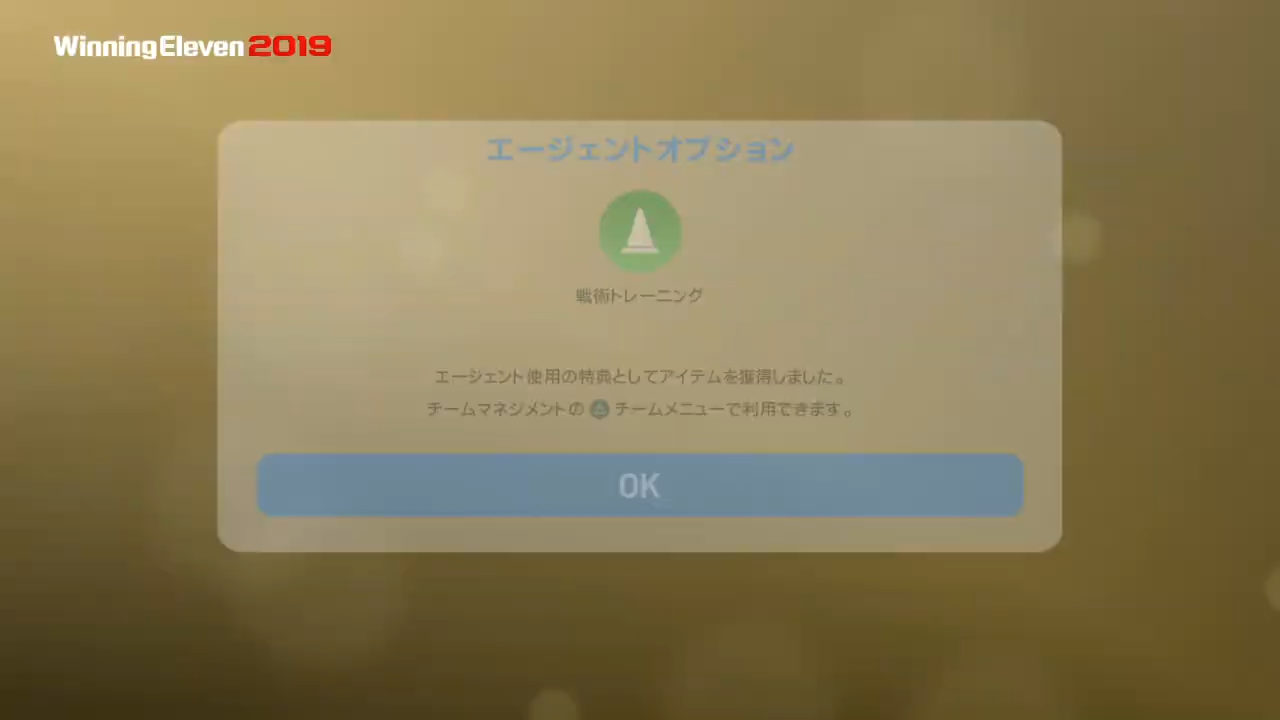 WinningEleven 2019
エージェントオプション
戦術トレーニング
エージェント使用の特典としてアイテムを獲得しました。
チームマネジメントの チームメニューで利用できます。
OK